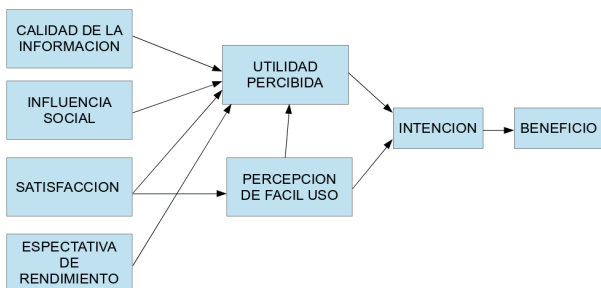 CALIDAD DE LA
INFORMACION
INFLUENCIA
SOCIAL
SATISFACCION
ESPECTATIVA
DE
RENDIMIENTO
UTILIDAD
PERCIBIDA
PERCEPCION
DE FACIL USO
INTENCION
BENEFICIO